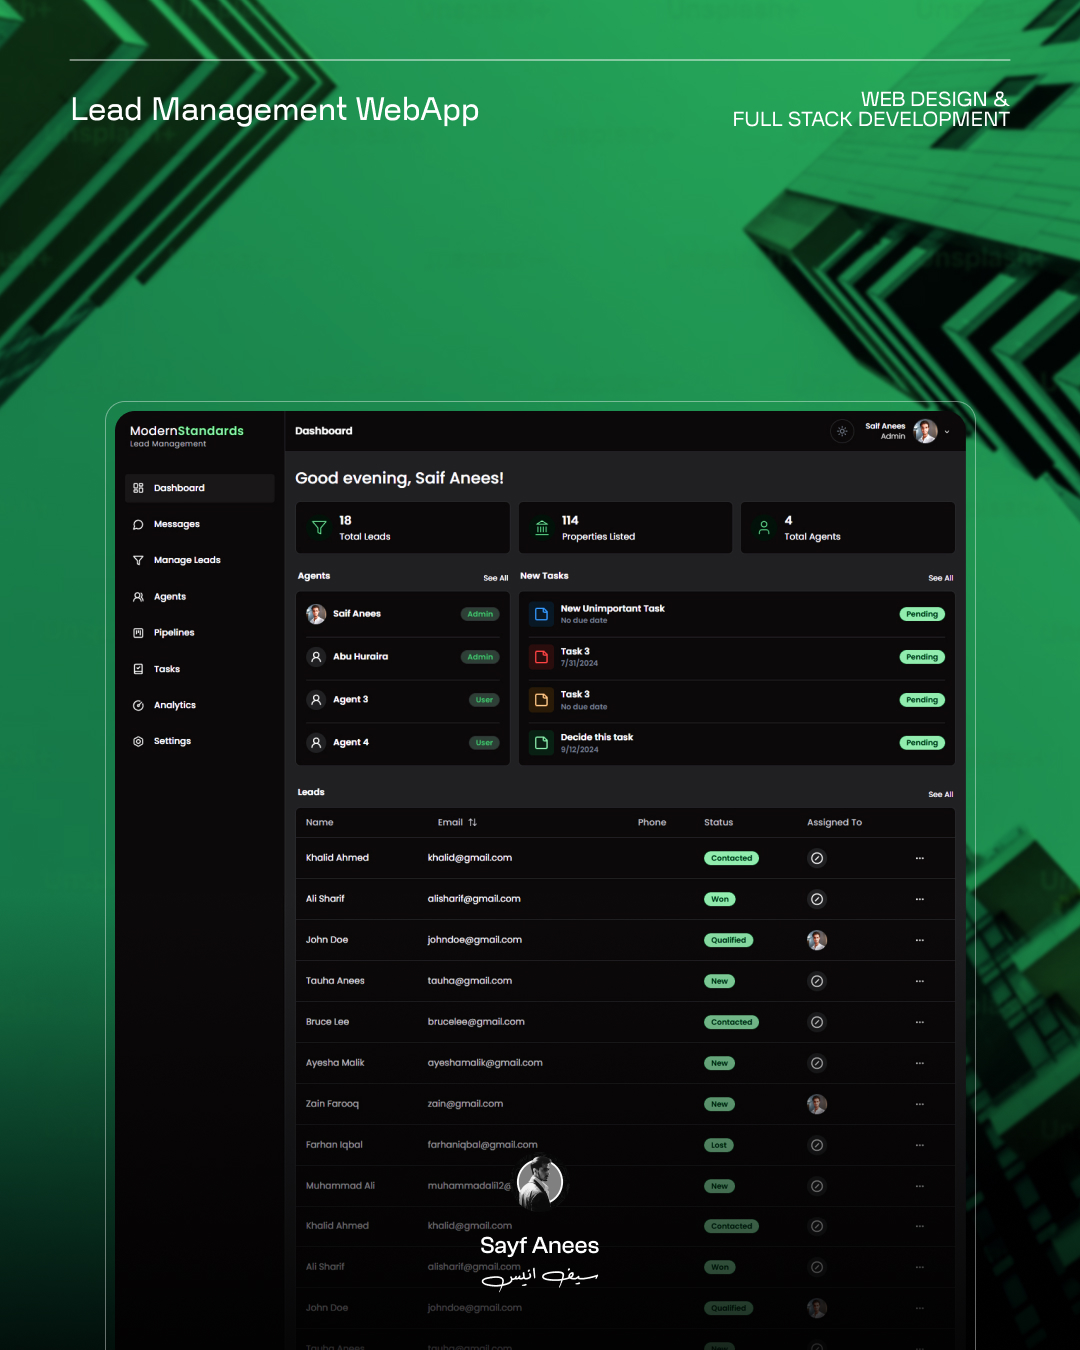 Lead Management WebApp
WEB DESIGN &
FULL STACK DEVELOPMENT
ModernStandards
Lead Management
Dashboard
Messages
Manage Leads
Agents
Pipelines
Tasks
Analytics
Settings
Dashboard
Saif Anees
Admin
Good evening, Saif Anees!
18
Total Leads
114
Properties Listed
4
Total Agents
Agents
See All
Saif Anees
Admin
Abu Huraira
Admin
Agent 3
User
Agent 4
User
New Tasks
See All
New Unimportant Task
No due date
Pending
Task 3
7/31/2024
Pending
Task 3
No due date
Pending
Decide this task
9/12/2024
Pending
Leads
See All
Name Email Phone Status Assigned To
Khalid Ahmed khalid@gmail.com Contacted
Ali Sharif alisharif@gmail.com Won
John Doe johndoe@gmail.com Qualified
Tauha Anees tauha@gmail.com New
Bruce Lee brucelee@gmail.com Contacted
Ayesha Malik ayeshamalik@gmail.com New
Zain Farooq zain@gmail.com New
Farhan Iqbal farhaniqbal@gmail.com Lost
Muhammad Ali muhammadali12@ New
Khalid Ahmed khalid@gmail.com Contacted
Ali Sharif alisharif@gmail.com Won
John Doe johndoe@gmail.com Qualified
Tauha Anees tauha@gmail.com New
Sayf Anees
سیف انیس